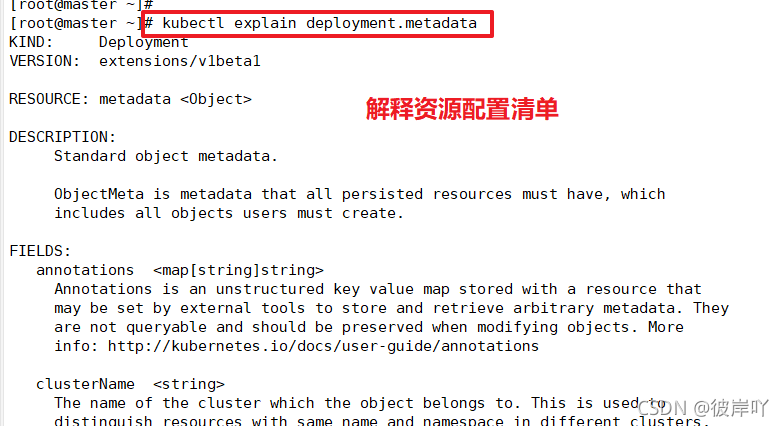 [root@master ~]#
[root@master ~]# kubectl explain deployment.metadata
KIND:     Deployment
VERSION:  extensions/v1beta1
RESOURCE: metadata <Object>
解释资源配置清单
DESCRIPTION:
Standard object metadata.
ObjectMeta is metadata that all persisted resources must have, which
includes all objects users must create.
FIELDS:
annotations  <map[string]string>
Annotations is an unstructured key value map stored with a resource that
may be set by external tools to store and retrieve arbitrary metadata. They
are not queryable and should be preserved when modifying objects. More
info: http://kubernetes.io/docs/user-guide/annotations
clusterName  <string>
The name of the cluster which the object belongs to. This is used to
distinguish resources with same name and namespace in different clusters.
CSDN @彼岸吖